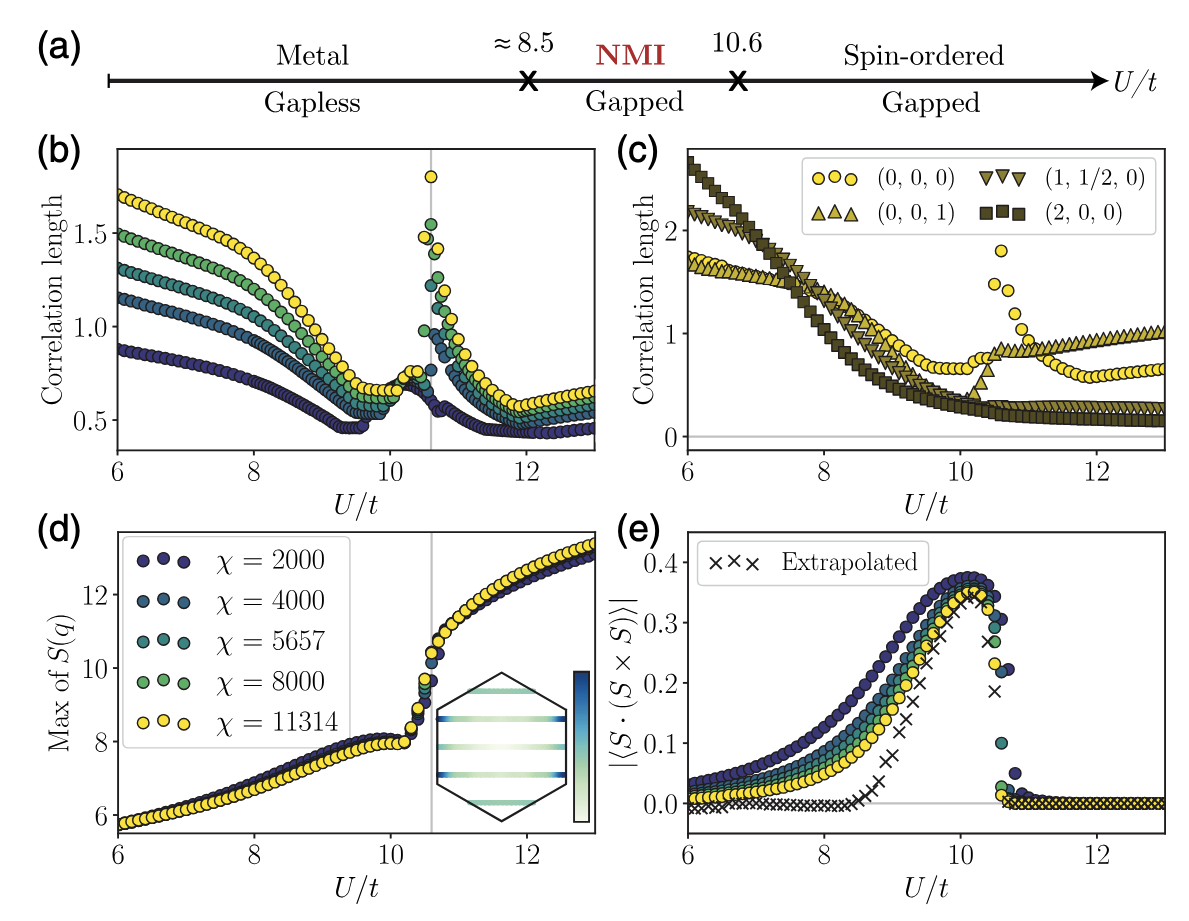 (a)
Metal
≈ 8.5
NMI
10.6
Spin-ordered
Gapless
Gapped
Gapped
U/t
(b)
Correlation length
1.5
1.0
0.5
6
8
10
12
U/t
(c)
Correlation length
2
1
0
(0, 0, 0)
(0, 0, 1)
(1, 1/2, 0)
(2, 0, 0)
6
8
10
12
U/t
(d)
Max of S(q)
12
10
8
6
χ = 2000
χ = 4000
χ = 5657
χ = 8000
χ = 11314
6
8
10
12
U/t
(e)
|⟨S · (S × S)⟩|
0.4
0.3
0.2
0.1
0.0
Extrapolated
6
8
10
12
U/t